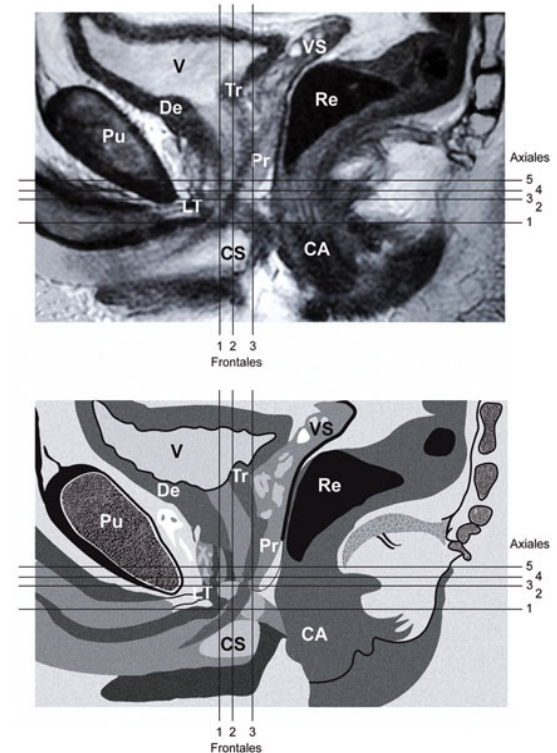 VS
V
Tr
De
Re
Pu
Pr
Axiales
5
4
3
2
LT
1
CS
CA
1 2 3
Frontales
VS
V
Tr
De
Re
Pu
Pr
Axiales
5
4
3
2
LT
1
CS
CA
1 2 3
Frontales